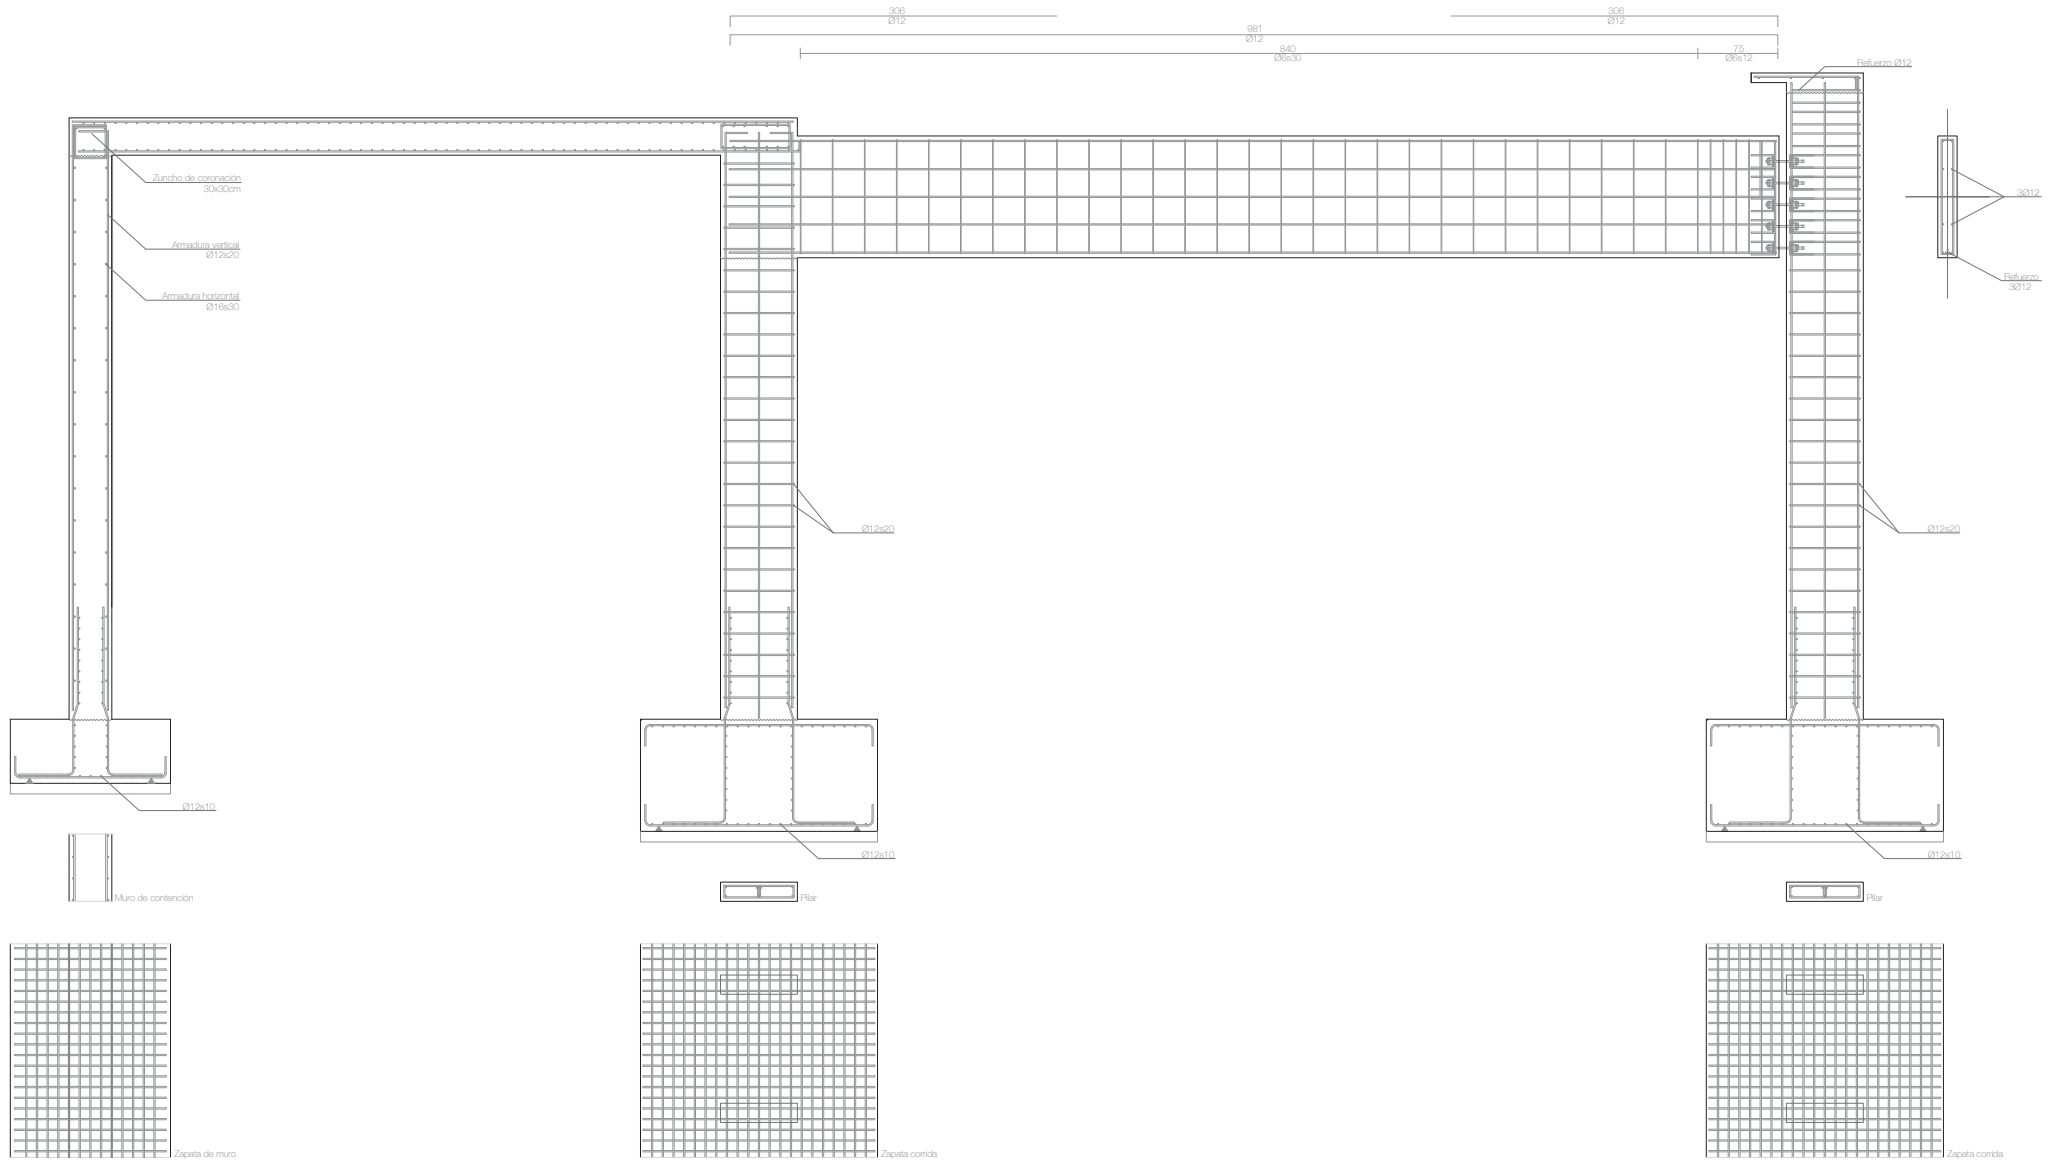 306
Ø12
306
Ø12
981
Ø12
840
Ø6s30
75
Ø6s12
Refuerzo Ø12
Zuncho de coronación
30x30cm
3Ø12
Armadura vertical
Ø12s20
Refuerzo
3Ø12
Armadura horizontal
Ø16s30
Ø12s20
Ø12s20
Ø12s10
Ø12s10
Ø12s10
Muro de contención
Pilar
Pilar
Zapata de muro
Zapata corrida
Zapata corrida